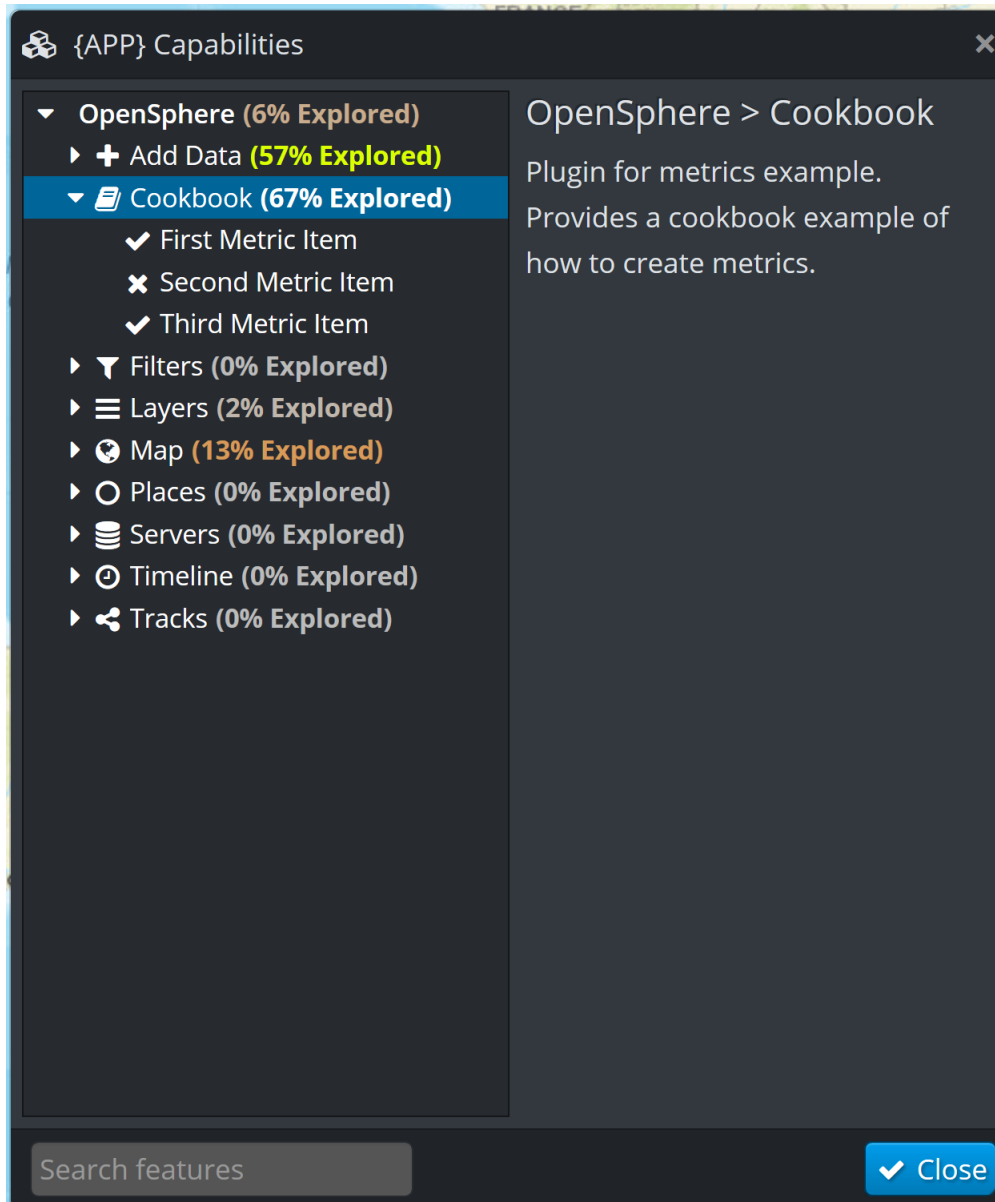 FRANCE
{APP} Capabilities
OpenSphere (6% Explored)
Add Data (57% Explored)
Cookbook (67% Explored)
First Metric Item
Second Metric Item
Third Metric Item
Filters (0% Explored)
Layers (2% Explored)
Map (13% Explored)
Places (0% Explored)
Servers (0% Explored)
Timeline (0% Explored)
Tracks (0% Explored)
OpenSphere > Cookbook
Plugin for metrics example.
Provides a cookbook example of
how to create metrics.
Search features
Close